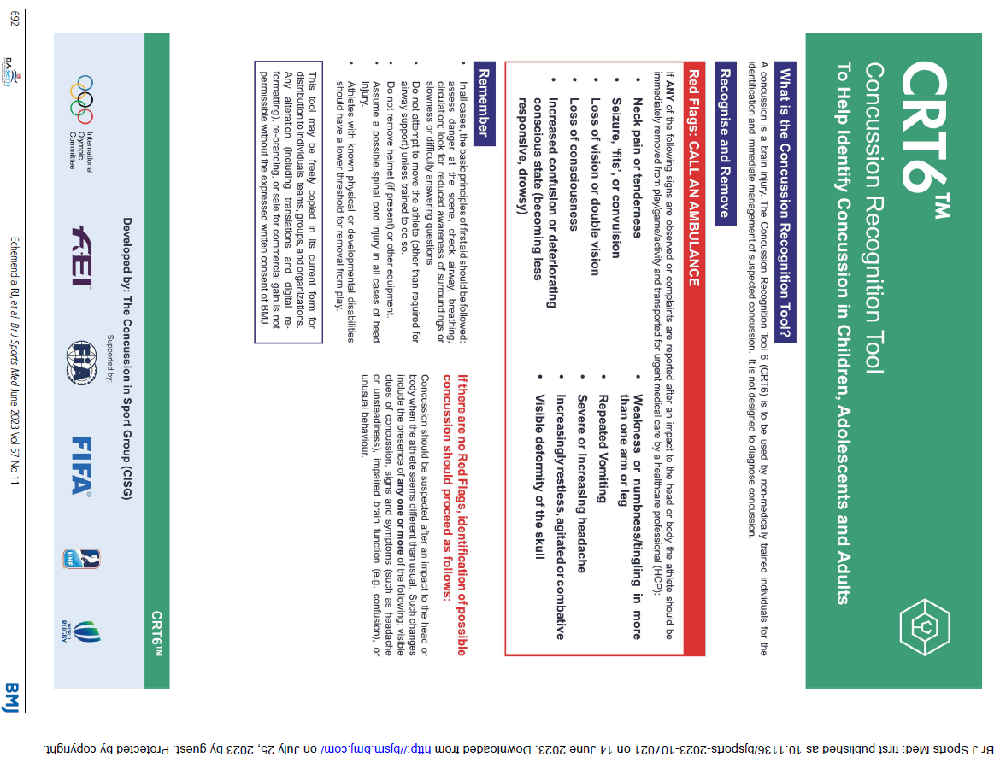 CRT6™
Concussion Recognition Tool
To Help Identify Concussion in Children, Adolescents and Adults
What is the Concussion Recognition Tool?
A concussion is a brain injury. The Concussion Recognition Tool 6 (CRT6) is to be used by non-medically trained individuals for the
identification and immediate management of suspected concussion. It is not designed to diagnose concussion.
Recognise and Remove
Red Flags: CALL AN AMBULANCE
If ANY of the following signs are observed or complaints are reported after an impact to the head or body the athlete should be
immediately removed from play/game/activity and transported for urgent medical care by a healthcare professional (HCP):
• Neck pain or tenderness
• Seizure, ‘fits’, or convulsion
• Loss of vision or double vision
• Loss of consciousness
• Increased confusion or deteriorating
conscious state (becoming less
responsive, drowsy)
• Weakness or numbness/tingling in more
than one arm or leg
• Repeated Vomiting
• Severe or increasing headache
• Increasingly restless, agitated or combative
• Visible deformity of the skull
Remember
• In all cases, the basic principles of first aid should be followed:
assess danger at the scene, check airway, breathing,
circulation; look for reduced awareness of surroundings or
slowness or difficulty answering questions.
• Do not attempt to move the athlete (other than required for
airway support) unless trained to do so.
• Do not remove helmet (if present) or other equipment.
• Assume a possible spinal cord injury in all cases of head
injury.
• Athletes with known physical or developmental disabilities
should have a lower threshold for removal from play.
This tool may be freely copied in its current form for
distribution to individuals, teams, groups, and organizations.
Any alteration (including translations and digital re-
formatting), re-branding, or sale for commercial gain is not
permissible without the expressed written consent of BMJ.
If there are no Red Flags, identification of possible
concussion should proceed as follows:
Concussion should be suspected after an impact to the head or
body when the athlete seems different than usual. Such changes
include the presence of any one or more of the following: visible
clues of concussion, signs and symptoms (such as headache
or unsteadiness), impaired brain function (e.g. confusion), or
unusual behaviour.
CRT6™
Developed by: The Concussion in Sport Group (CISG)
Supported by:
International
Olympic
Committee
FEI™
FIA
FIFA®
IIHF
WORLD
RUGBY
692
BASEM
Echemendia RJ, et al. Br J Sports Med June 2023 Vol 57 No 11
BMJ
Br J Sports Med: first published as 10.1136/bjsports-2023-107021 on 14 June 2023. Downloaded from http://bjsm.bmj.com/ on July 25, 2023 by guest. Protected by copyright.